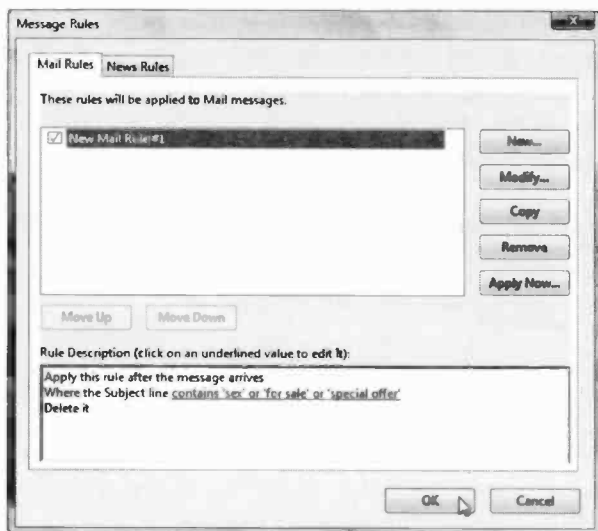 Message Rules
Mail Rules News Rules
These rules will be applied to Mail messages.
New Mail Rule #1
New...
Modify...
Copy
Remove
Apply Now...
Move Up Move Down
Rule Description (click on an underlined value to edit it):
Apply this rule after the message arrives
Where the Subject line contains 'sex' or 'for sale' or 'special offer'
Delete it
OK Cancel